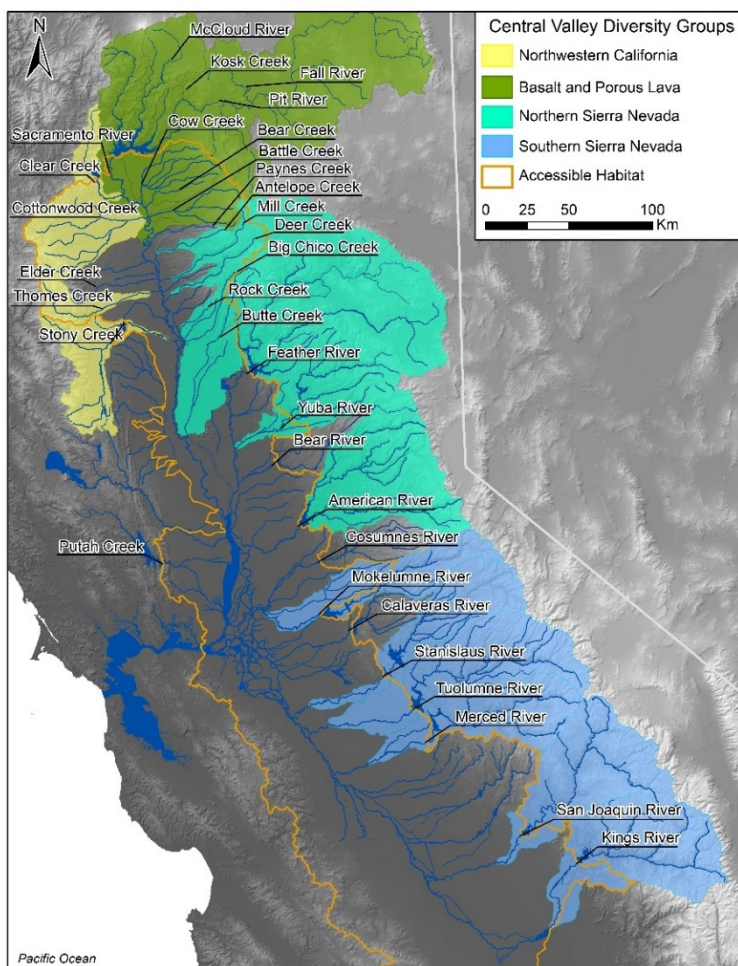 N
McCloud River
Kosk Creek
Fall River
Pit River
Cow Creek
Bear Creek
Sacramento River
Battle Creek
Clear Creek
Paynes Creek
Antelope Creek
Cottonwood Creek
Mill Creek
Deer Creek
Big Chico Creek
Elder Creek
Rock Creek
Thomes Creek
Butte Creek
Stony Creek
Feather River
Yuba River
Bear River
American River
Cosumnes River
Putah Creek
Mokelumne River
Calaveras River
Stanislaus River
Tuolumne River
Merced River
San Joaquin River
Kings River
Pacific Ocean
Central Valley Diversity Groups
Northwestern California
Basalt and Porous Lava
Northern Sierra Nevada
Southern Sierra Nevada
Accessible Habitat
0 25 50 100
Km